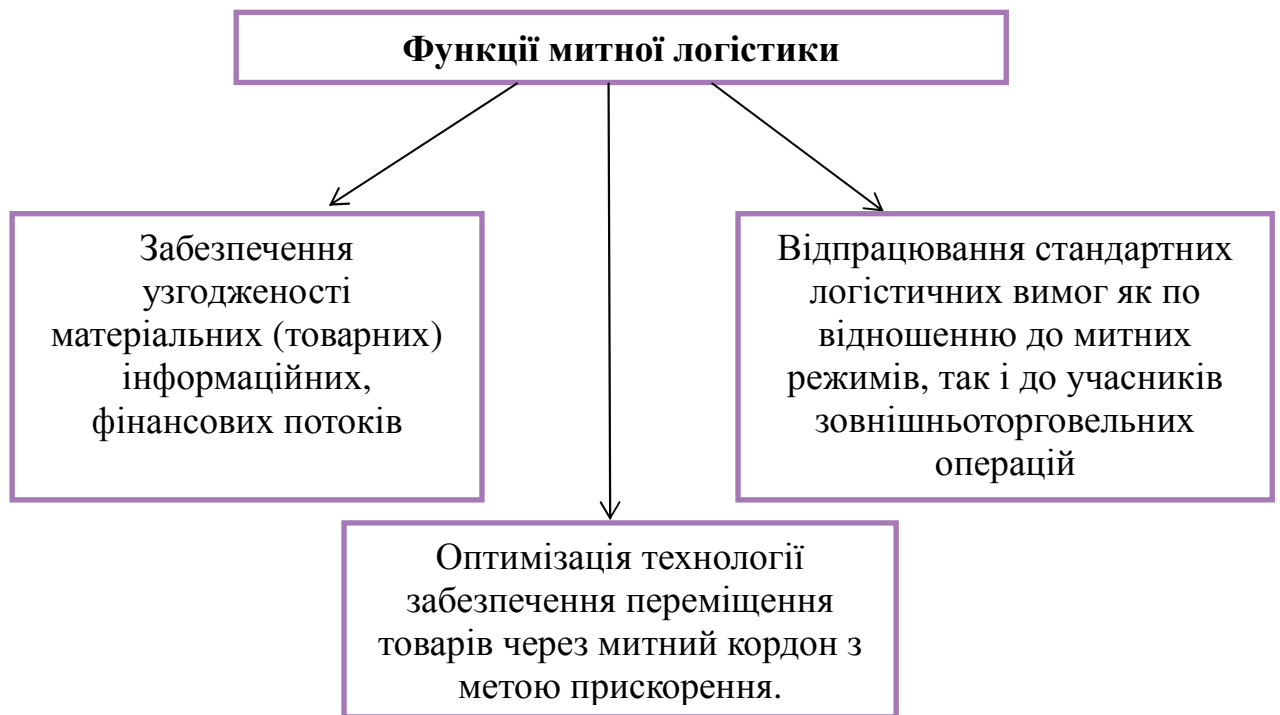 Функції митної логістики
Забезпечення
узгодженості
матеріальних (товарних)
інформаційних,
фінансових потоків
Відпрацювання стандартних
логістичних вимог як по
відношенню до митних
режимів, так і до учасників
зовнішньоторговельних
операцій
Оптимізація технології
забезпечення переміщення
товарів через митний кордон з
метою прискорення.